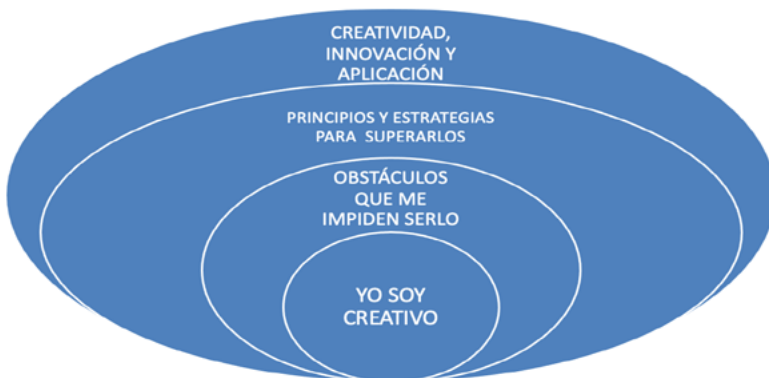 CREATIVIDAD,
INNOVACIÓN Y
APLICACIÓN
PRINCIPIOS Y ESTRATEGIAS
PARA SUPERARLOS
OBSTÁCULOS
QUE ME
IMPIDEN SERLO
YO SOY
CREATIVO